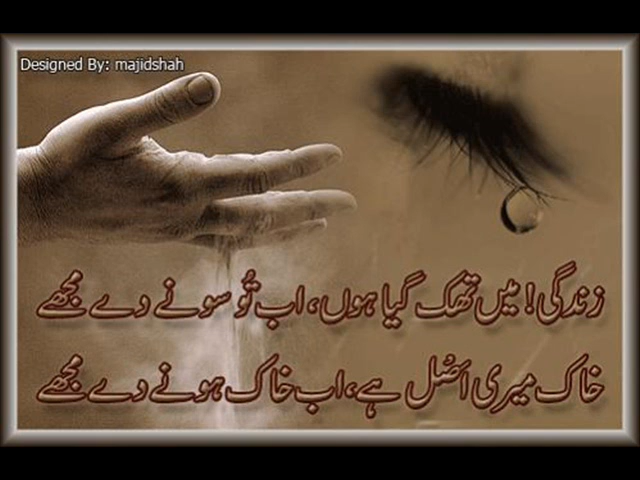 Designed By: majidshah
زندگی! میں تھک گیا ہوں، اب تُو سونے دے مجھے
خاک میری اَصْل ہے، اب خاک ہونے دے مجھے